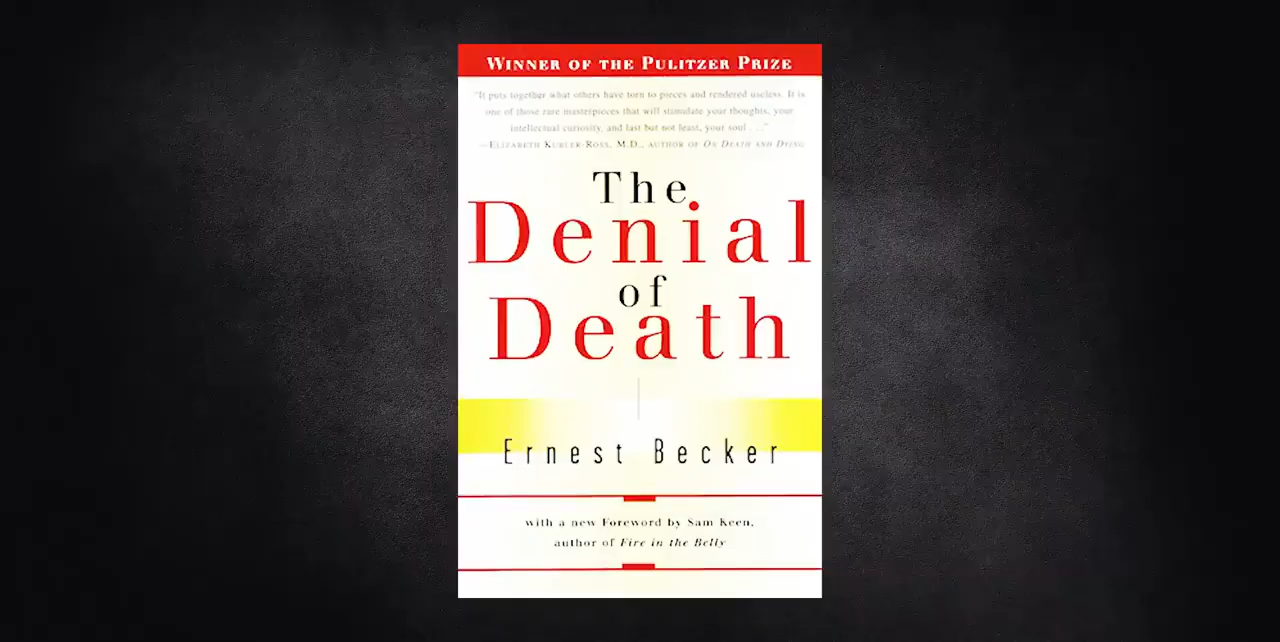 WINNER OF THE PULITZER PRIZE
"It puts together what others have torn to pieces and rendered useless. It is
one of those rare masterpieces that will stimulate your thoughts, your
intellectual curiosity, and last but not least, your soul . . ."
—ELIZABETH KUBLER-ROSS, M.D., AUTHOR OF ON DEATH AND DYING
The
Denial
of
Death
Ernest Becker
with a new Foreword by Sam Keen,
author of Fire in the Belly